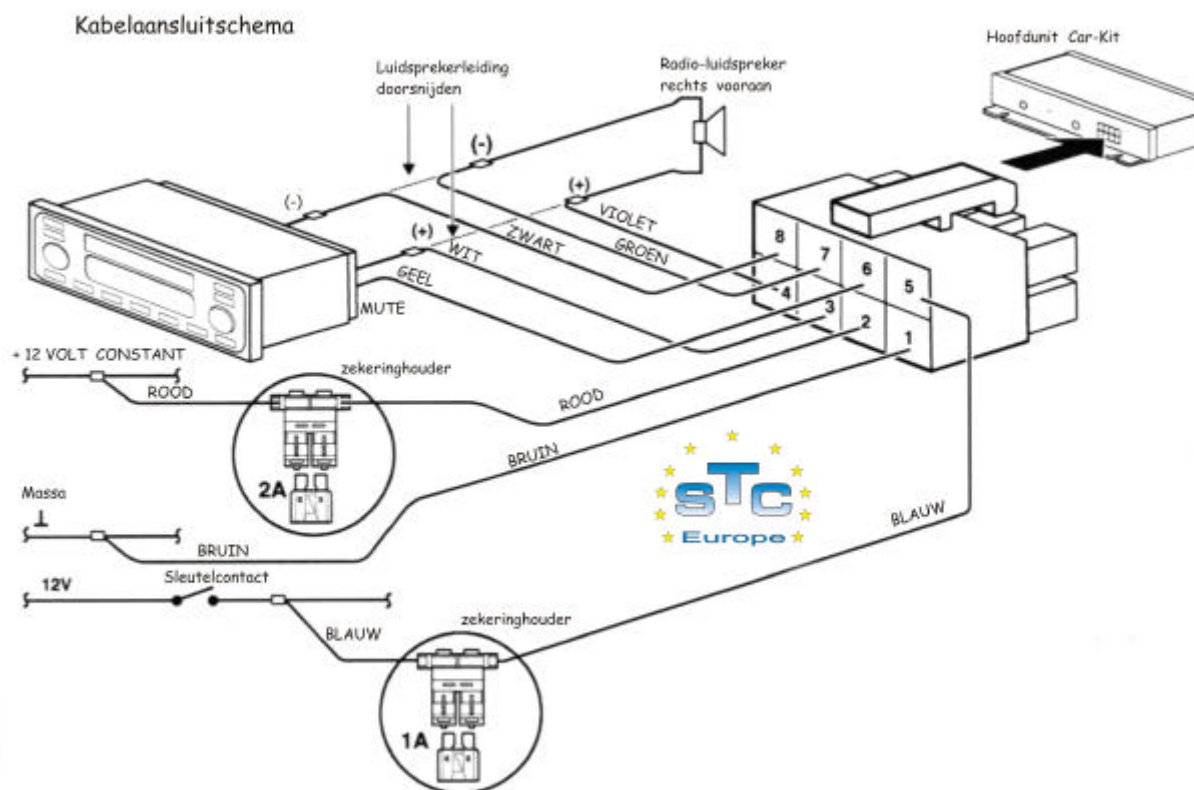 Kabelaansluitschema
Hoofdunit Car-Kit
Luidsprekerleiding
doorsnijden
Radio-luidspreker
rechts vooraan
(-)
(-)
(+)
(+)
VIOLET
GROEN
ZWART
WIT
GEEL
MUTE
8
7
6
5
4
3
2
1
+ 12 VOLT CONSTANT
ROOD
zekeringhouder
ROOD
2A
BRUIN
STC
Europe
BLAUW
Massa
BRUIN
12V
Sleutelcontact
BLAUW
zekeringhouder
1A